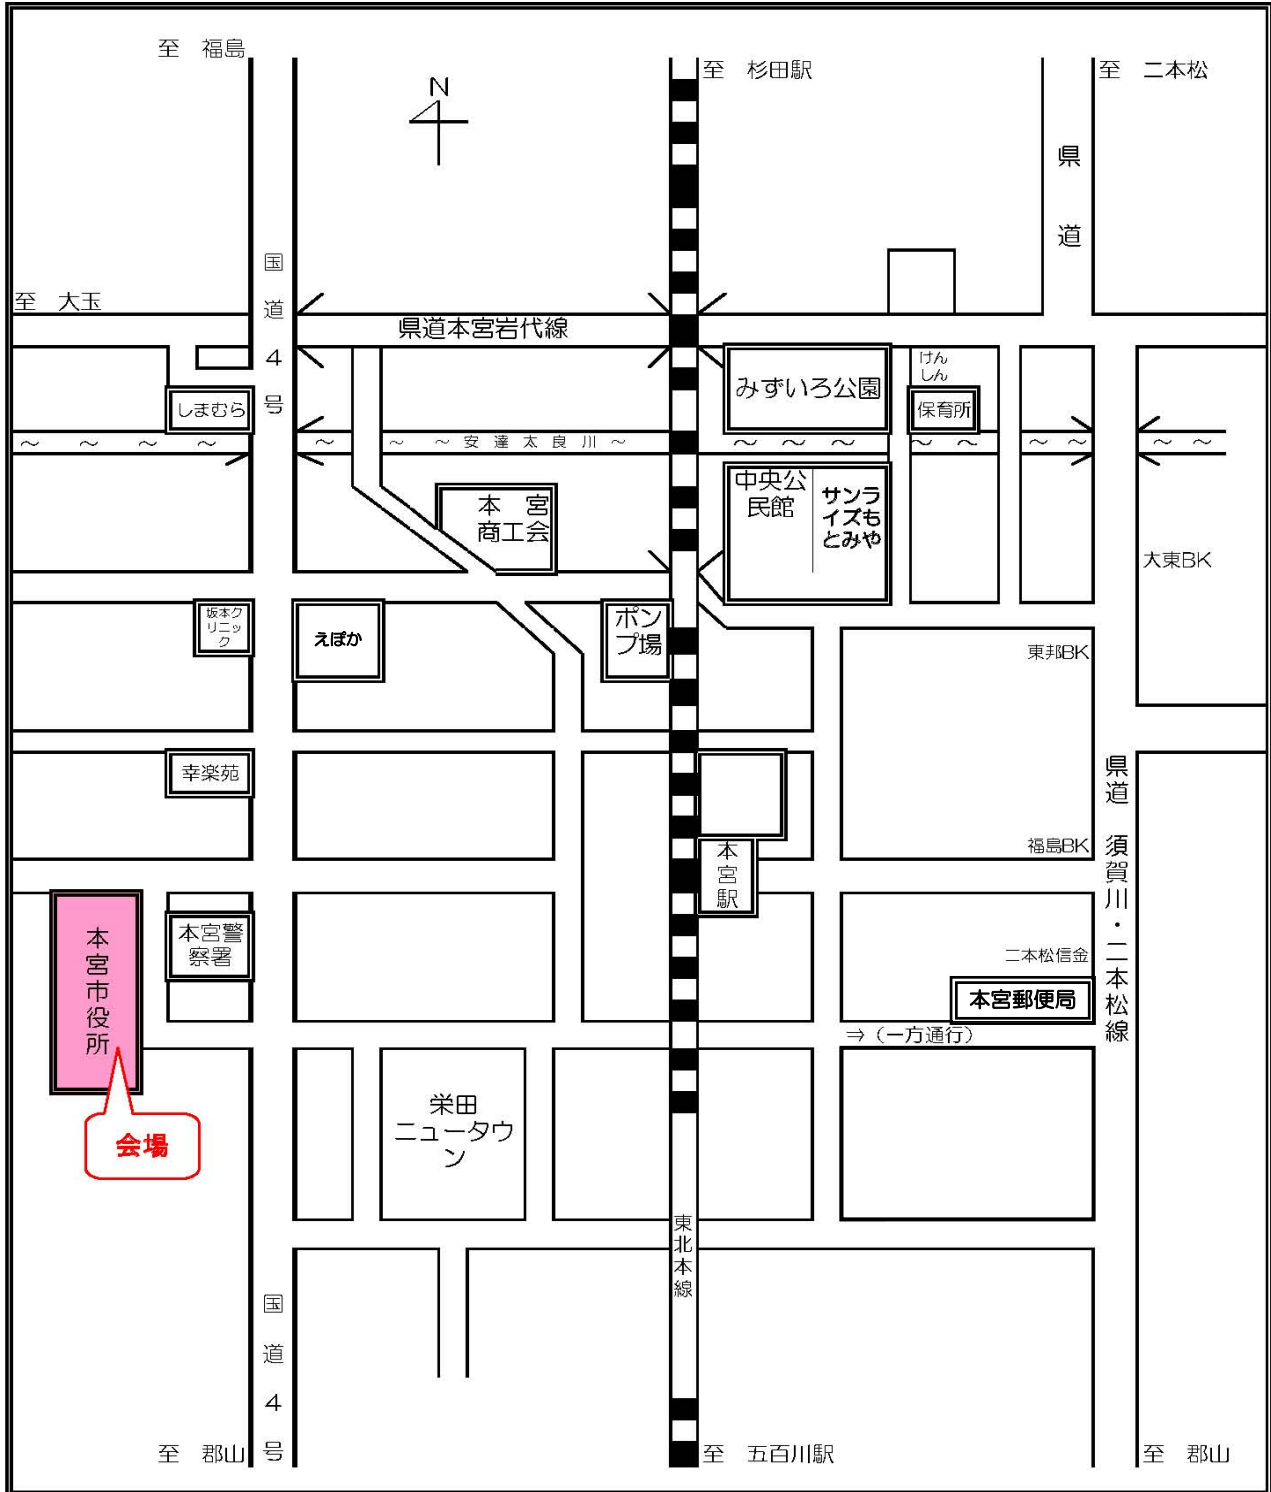 至 福島
至 杉田駅
至 二本松
N
県道
国道4号
至 大玉
県道本宮岩代線
しまむら
みずいろ公園
けん
しん
保育所
～ ～ ～ ～ ～ ～ ～ 安達太良川 ～ ～ ～ ～ ～ ～ ～ ～ ～ ～
本 宮
商工会
中央公
民館
サンラ
イズも
とみや
大東BK
坂本ク
リニッ
ク
えぽか
ポン
プ場
東邦BK
幸楽苑
県道 須賀川・二本松線
福島BK
本宮駅
本宮市役所
本宮警
察署
二本松信金
本宮郵便局
⇒（一方通行）
会場
栄田
ニュータウ
ン
東北本線
国道4号
至 郡山
至 五百川駅
至 郡山